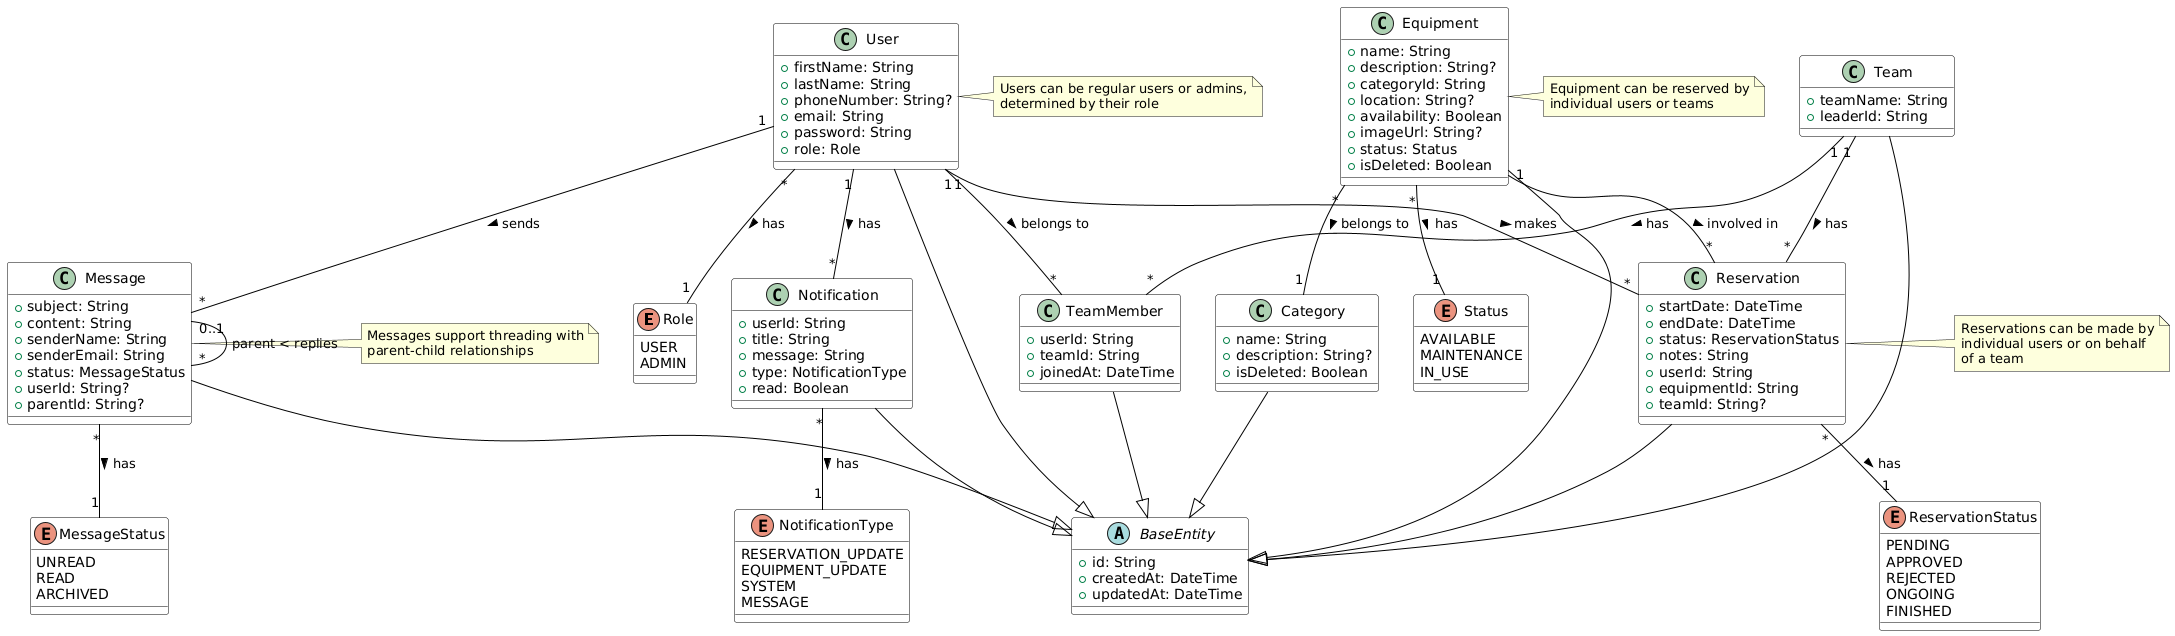 C User
+ firstName: String
+ lastName: String
+ phoneNumber: String?
+ email: String
+ password: String
+ role: Role
Users can be regular users or admins,
determined by their role
C Equipment
+ name: String
+ description: String?
+ categoryId: String
+ location: String?
+ availability: Boolean
+ imageUrl: String?
+ status: Status
+ isDeleted: Boolean
Equipment can be reserved by
individual users or teams
C Team
+ teamName: String
+ leaderId: String
1
* 1 1 1 * * 1 1 1
sends
has
has
belongs to
makes
belongs to
has
has
involved in
has
* 1 * * * 1 1 * * *
C Message
+ subject: String
+ content: String
+ senderName: String
+ senderEmail: String
+ status: MessageStatus
+ userId: String?
+ parentId: String?
0..1
parent < replies
*
Messages support threading with
parent-child relationships
E Role
USER
ADMIN
C Notification
+ userId: String
+ title: String
+ message: String
+ type: NotificationType
+ read: Boolean
C TeamMember
+ userId: String
+ teamId: String
+ joinedAt: DateTime
C Category
+ name: String
+ description: String?
+ isDeleted: Boolean
E Status
AVAILABLE
MAINTENANCE
IN_USE
C Reservation
+ startDate: DateTime
+ endDate: DateTime
+ status: ReservationStatus
+ notes: String
+ userId: String
+ equipmentId: String
+ teamId: String?
Reservations can be made by
individual users or on behalf
of a team
*
has
1
*
has
1
*
has
1
E MessageStatus
UNREAD
READ
ARCHIVED
E NotificationType
RESERVATION_UPDATE
EQUIPMENT_UPDATE
SYSTEM
MESSAGE
A BaseEntity
+ id: String
+ createdAt: DateTime
+ updatedAt: DateTime
E ReservationStatus
PENDING
APPROVED
REJECTED
ONGOING
FINISHED